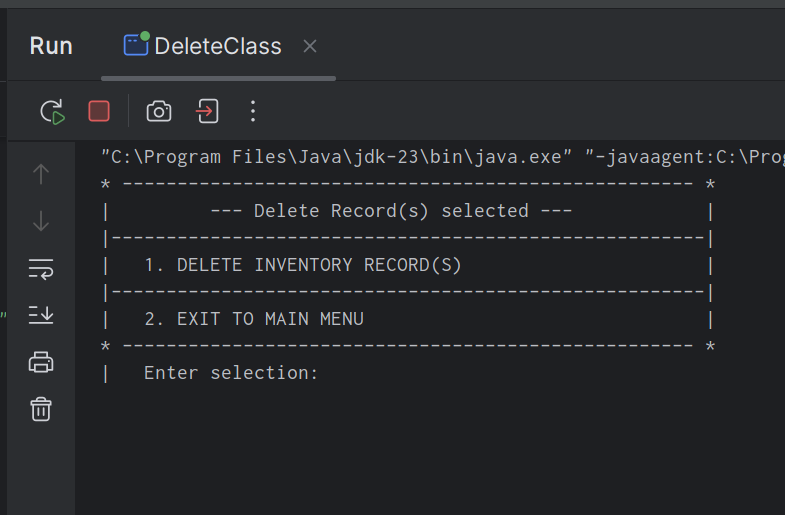 Run DeleteClass
"C:\Program Files\Java\jdk-23\bin\java.exe" "-javaagent:C:\Prog
* ---------------------------------------------------- *
|         --- Delete Record(s) selected ---            |
|------------------------------------------------------|
|   1. DELETE INVENTORY RECORD(S)                      |
|------------------------------------------------------|
|   2. EXIT TO MAIN MENU                               |
* ---------------------------------------------------- *
|   Enter selection: